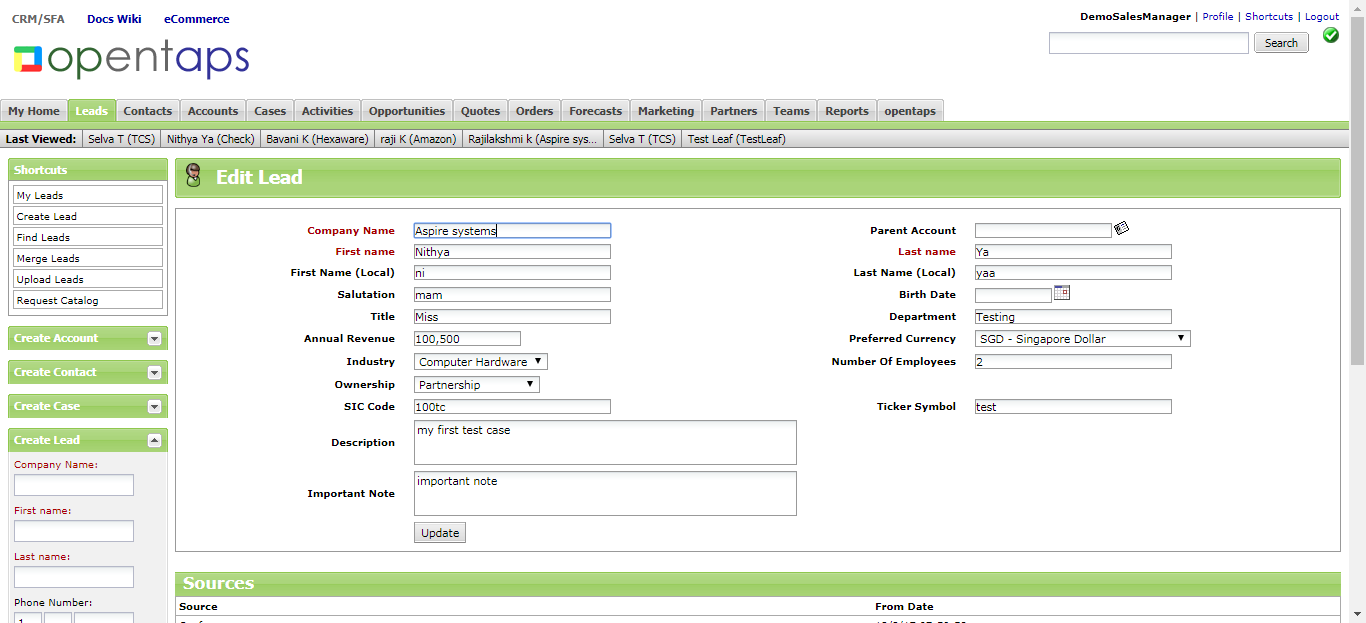 CRM/SFA Docs Wiki eCommerce
DemoSalesManager | Profile | Shortcuts | Logout
opentaps
Search
My Home Leads Contacts Accounts Cases Activities Opportunities Quotes Orders Forecasts Marketing Partners Teams Reports opentaps
Last Viewed: Selva T (TCS) Nithya Ya (Check) Bavani K (Hexaware) raji K (Amazon) Rajilakshmi k (Aspire sys... Selva T (TCS) Test Leaf (TestLeaf)
Shortcuts
My Leads
Create Lead
Find Leads
Merge Leads
Upload Leads
Request Catalog
Create Account
Create Contact
Create Case
Create Lead
Company Name:
First name:
Last name:
Phone Number:
1
Edit Lead
Company Name Aspire systems Parent Account
First name Nithya Last name Ya
First Name (Local) ni Last Name (Local) yaa
Salutation mam Birth Date
Title Miss Department Testing
Annual Revenue 100,500 Preferred Currency SGD - Singapore Dollar
Industry Computer Hardware Number Of Employees 2
Ownership Partnership
SIC Code 100tc Ticker Symbol test
Description my first test case
Important Note important note
Update
Sources
Source From Date